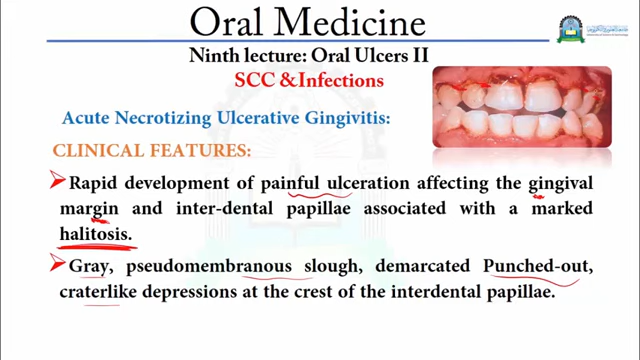 Oral Medicine
Ninth lecture: Oral Ulcers II
SCC & Infections
Acute Necrotizing Ulcerative Gingivitis:
CLINICAL FEATURES:
Rapid development of painful ulceration affecting the gingival
margin and inter-dental papillae associated with a marked
halitosis.
Gray, pseudomembranous slough, demarcated Punched-out,
craterlike depressions at the crest of the interdental papillae.